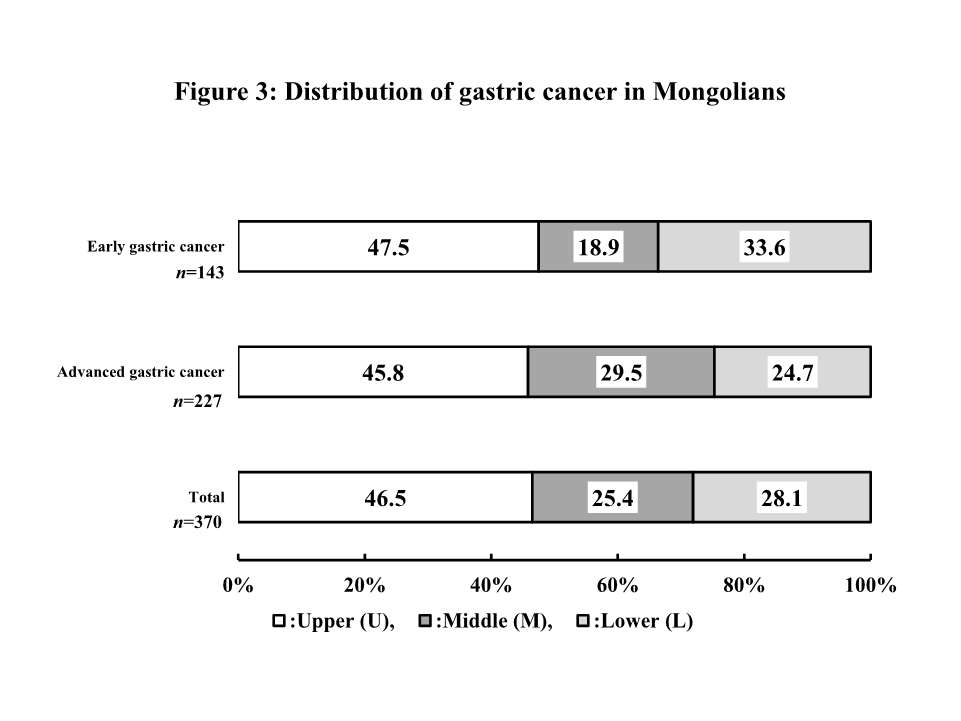 Figure 3: Distribution of gastric cancer in Mongolians
Early gastric cancer
n=143
47.5 18.9 33.6
Advanced gastric cancer
n=227
45.8 29.5 24.7
Total
n=370
46.5 25.4 28.1
0% 20% 40% 60% 80% 100%
:Upper (U), :Middle (M), :Lower (L)